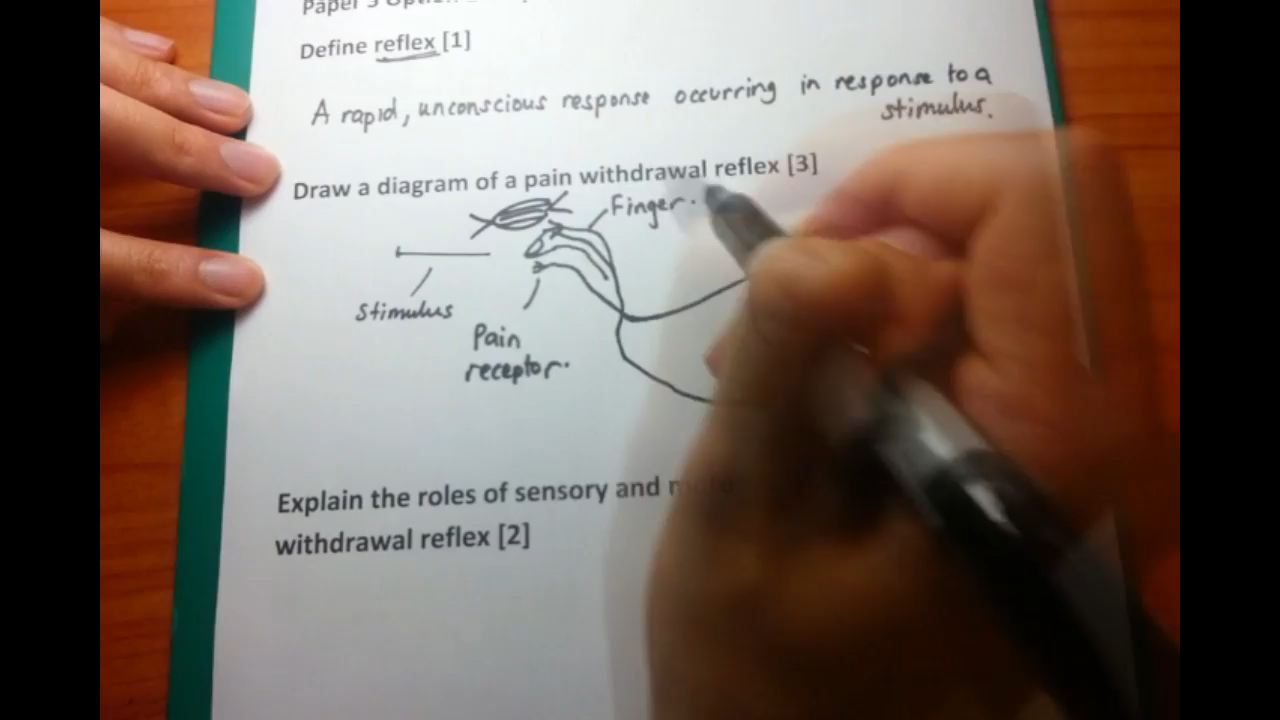 Paper
Define reflex [1]
A rapid, unconscious response occurring in response to a
stimulus.
Draw a diagram of a pain withdrawal reflex [3]
Finger.
Stimulus
Pain
receptor.
Explain the roles of sensory and
withdrawal reflex [2]